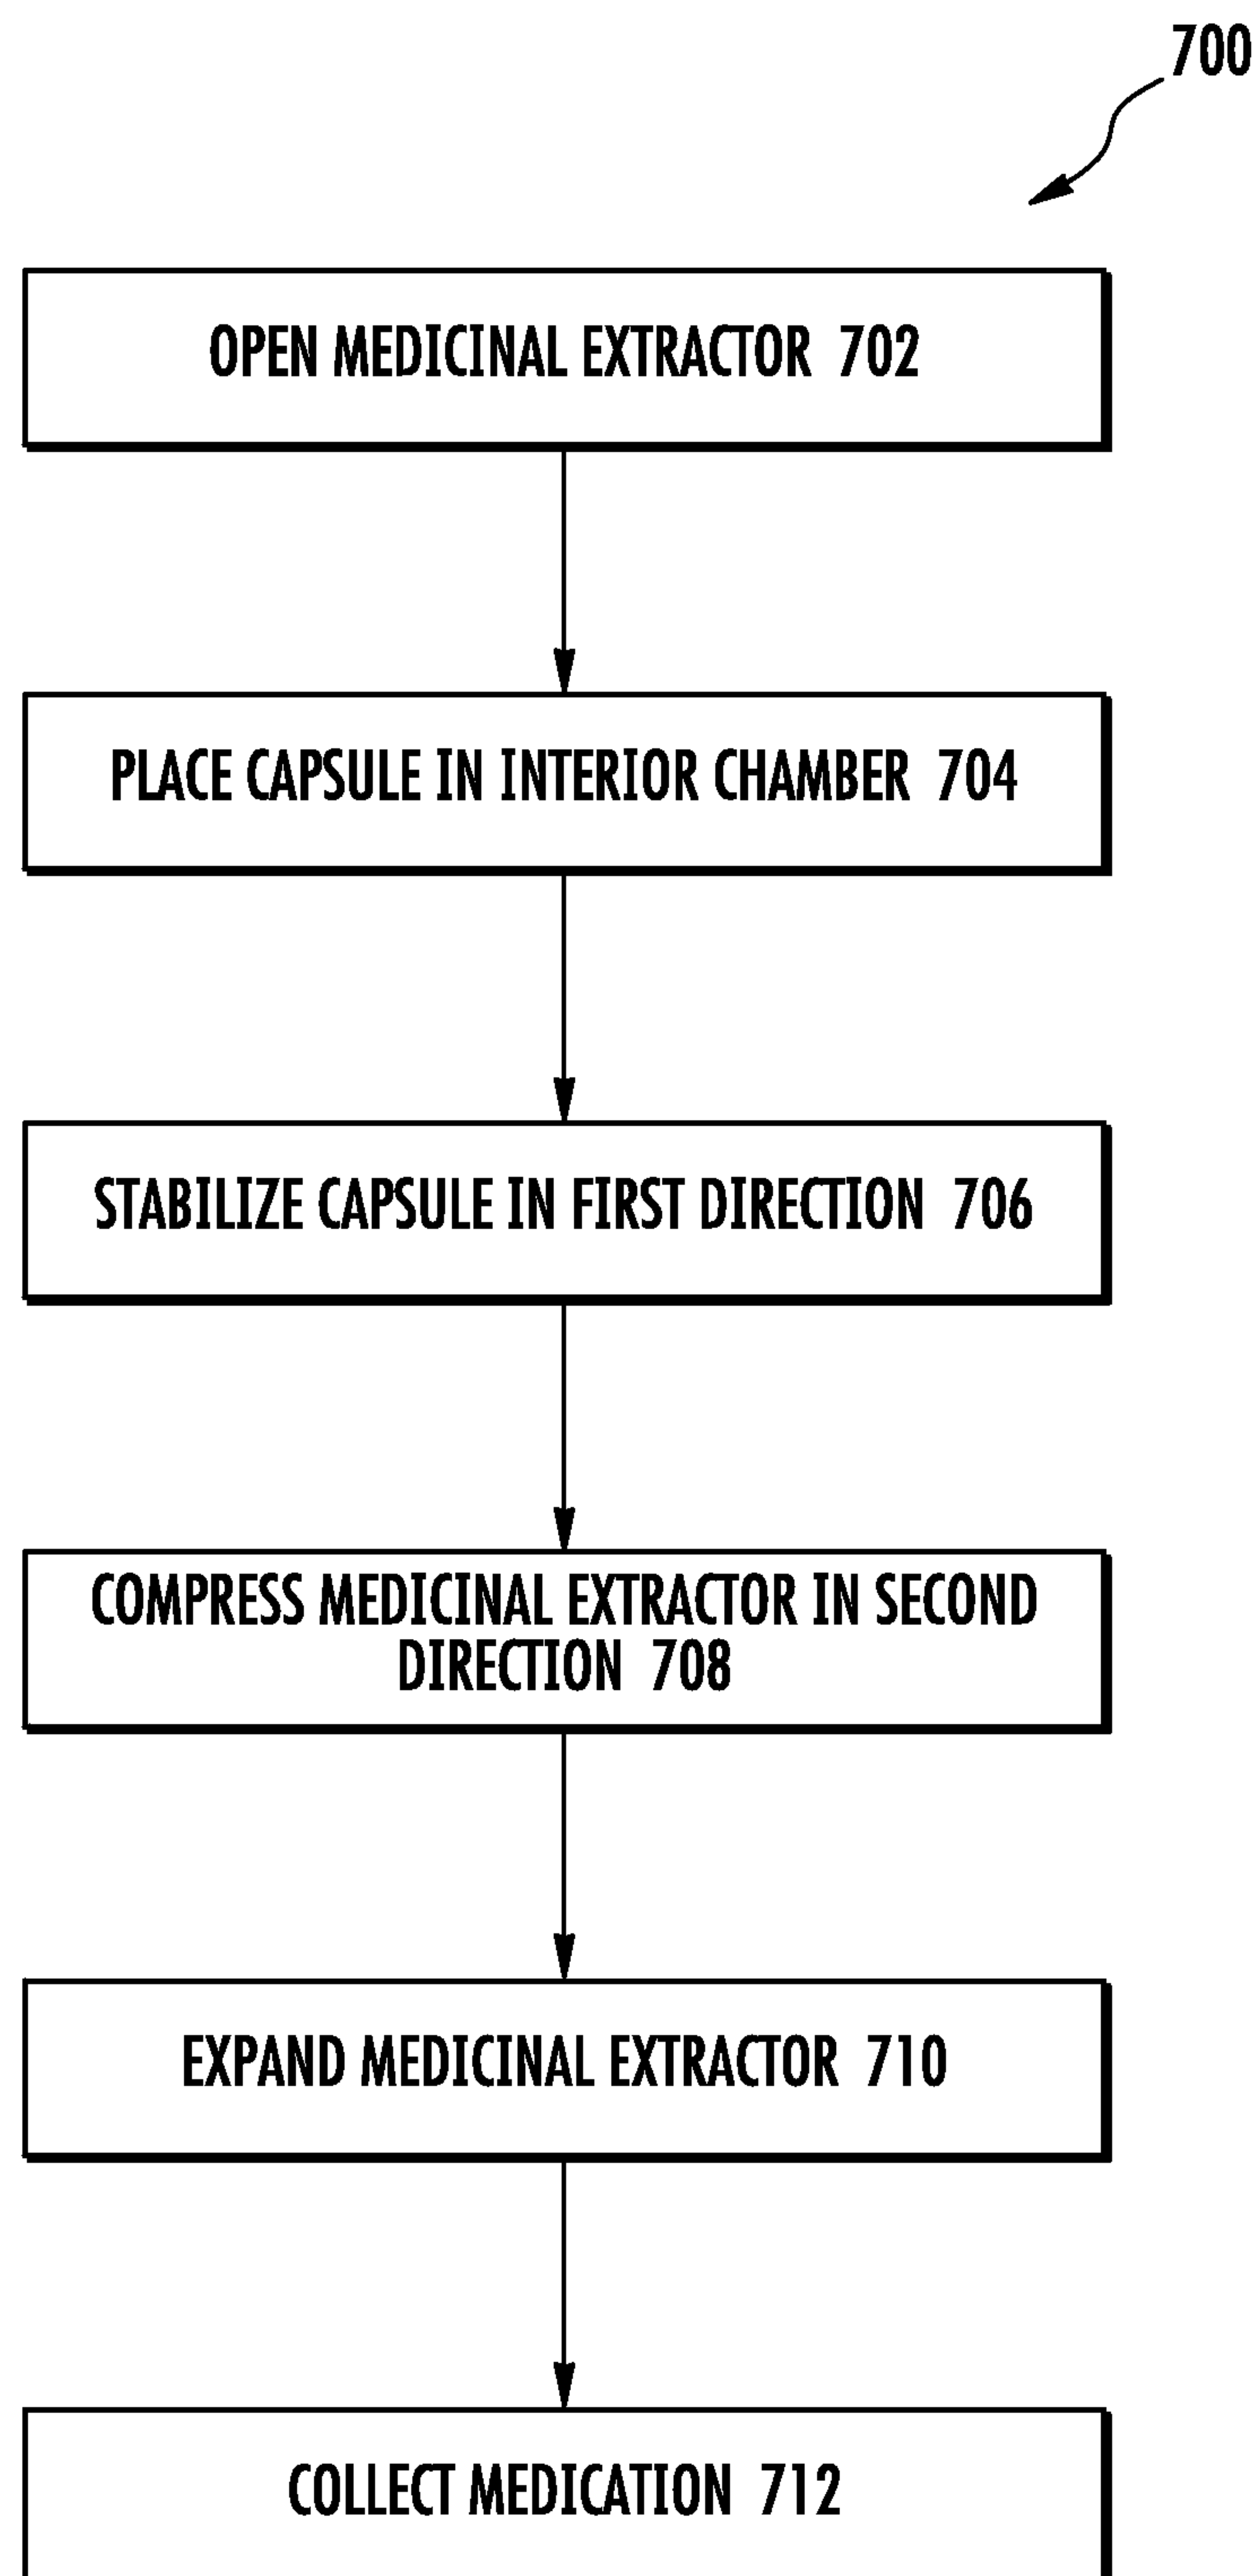 700
OPEN MEDICINAL EXTRACTOR 702
PLACE CAPSULE IN INTERIOR CHAMBER 704
STABILIZE CAPSULE IN FIRST DIRECTION 706
COMPRESS MEDICINAL EXTRACTOR IN SECOND
DIRECTION 708
EXPAND MEDICINAL EXTRACTOR 710
COLLECT MEDICATION 712